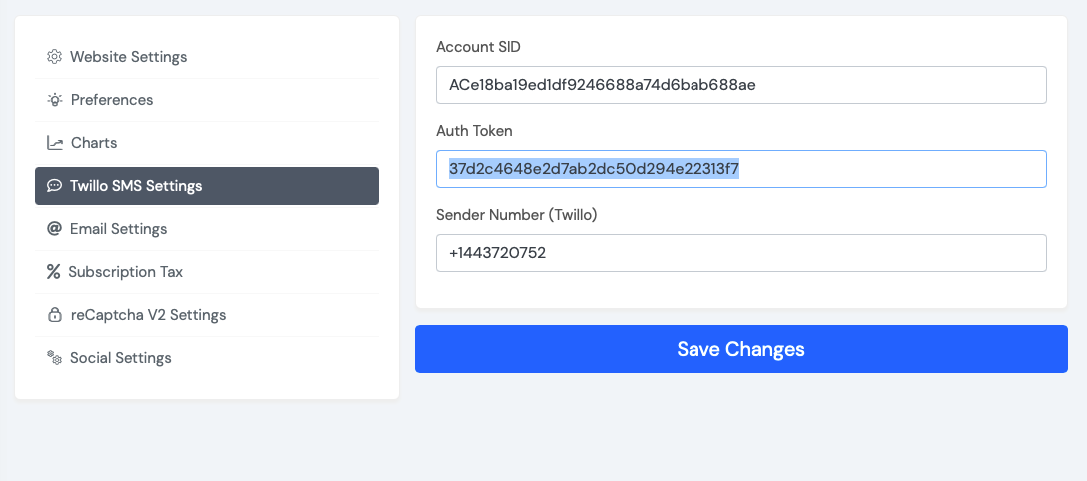 Website Settings
Preferences
Charts
Twillo SMS Settings
Email Settings
Subscription Tax
reCaptcha V2 Settings
Social Settings
Account SID
ACe18ba19ed1df9246688a74d6bab688ae
Auth Token
37d2c4648e2d7ab2dc50d294e22313f7
Sender Number (Twillo)
+1443720752
Save Changes